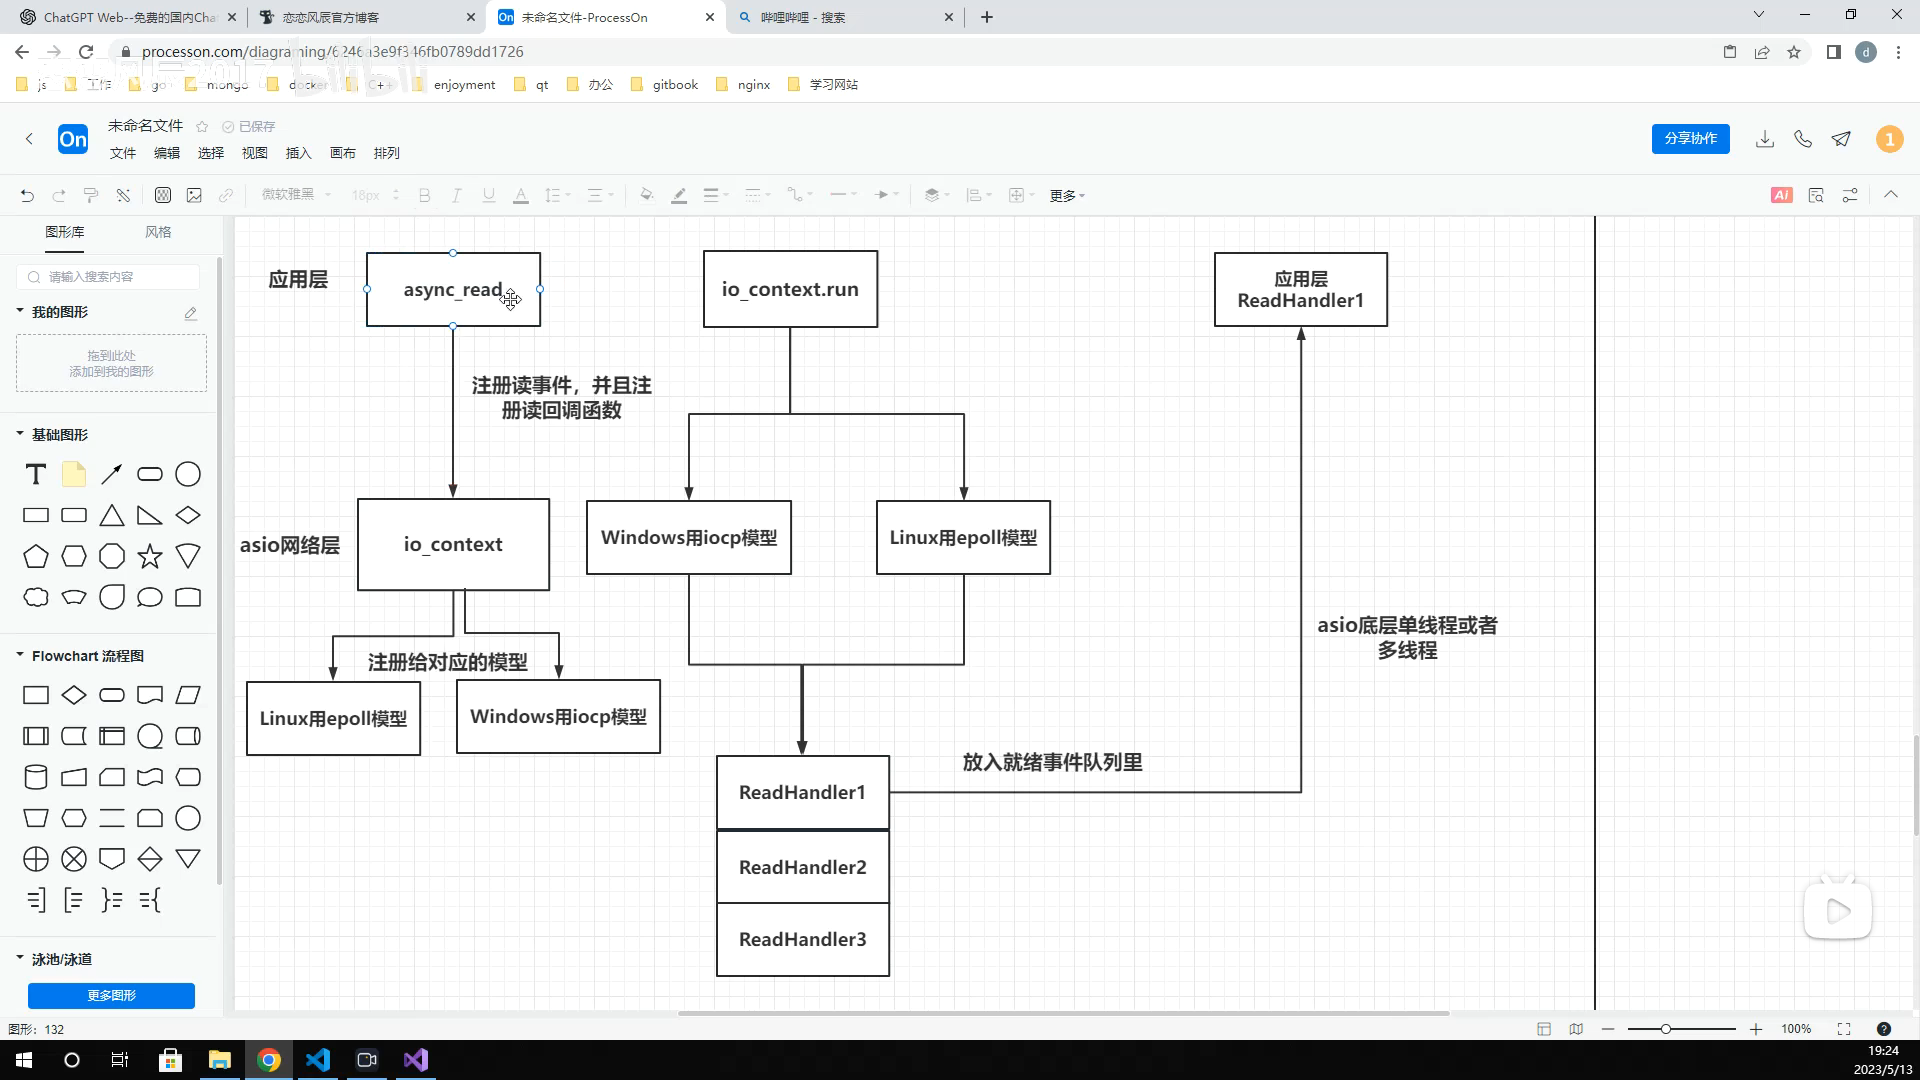 ChatGPT Web--免费的国内Cha
恋恋风辰官方博客
未命名文件-ProcessOn
哔哩哔哩 - 搜索
processon.com/diagraming/6246a3e9f346fb0789dd1726
d
js
工作
go
mongo
docker
C++
enjoyment
qt
办公
gitbook
nginx
学习网站
On
未命名文件
已保存
文件
编辑
选择
视图
插入
画布
排列
分享协作
1
微软雅黑
18px
更多
Ai
图形库
风格
请输入搜索内容
我的图形
拖到此处
添加到我的图形
基础图形
Flowchart 流程图
泳池/泳道
更多图形
图形：132
应用层
async_read
io_context.run
应用层
ReadHandler1
注册读事件，并且注
册读回调函数
asio网络层
io_context
Windows用iocp模型
Linux用epoll模型
注册给对应的模型
Linux用epoll模型
Windows用iocp模型
asio底层单线程或者
多线程
放入就绪事件队列里
ReadHandler1
ReadHandler2
ReadHandler3
100%
19:24
2023/5/13